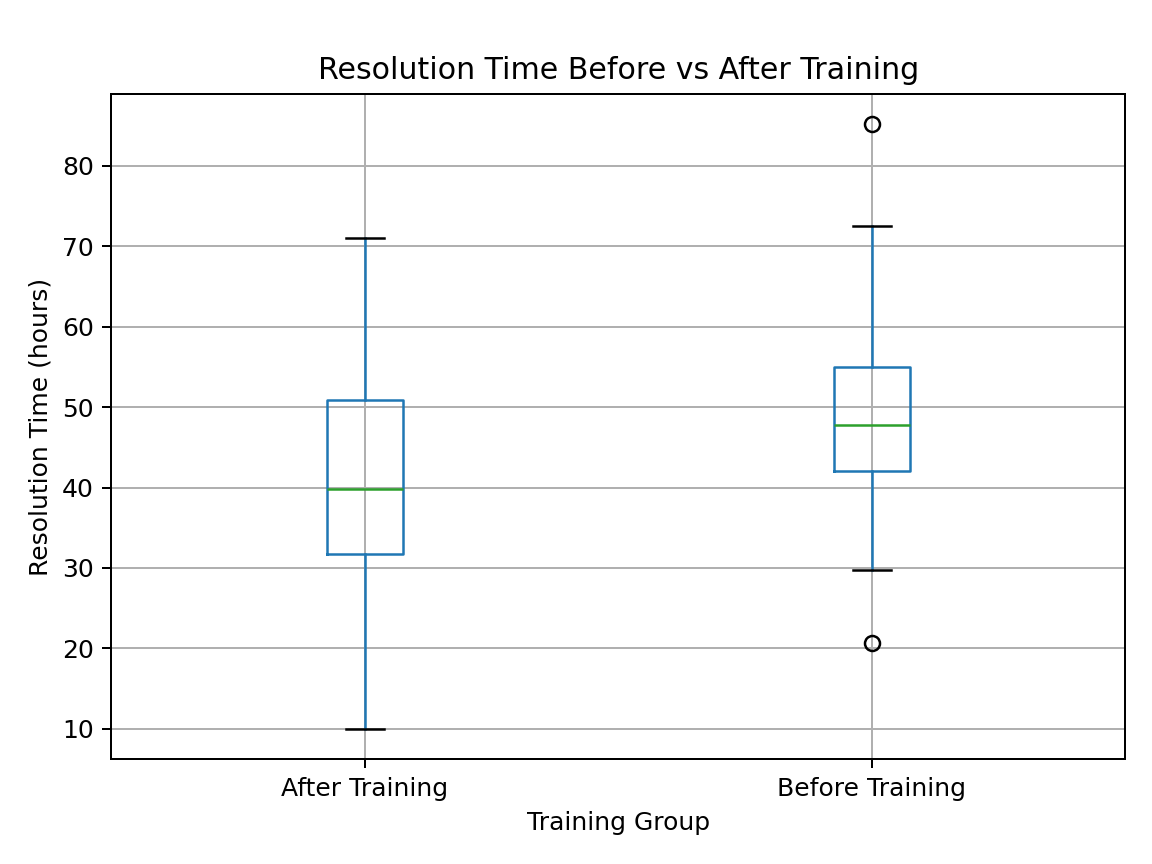 Resolution Time Before vs After Training
Resolution Time (hours)
80
70
60
50
40
30
20
10
After Training
Before Training
Training Group